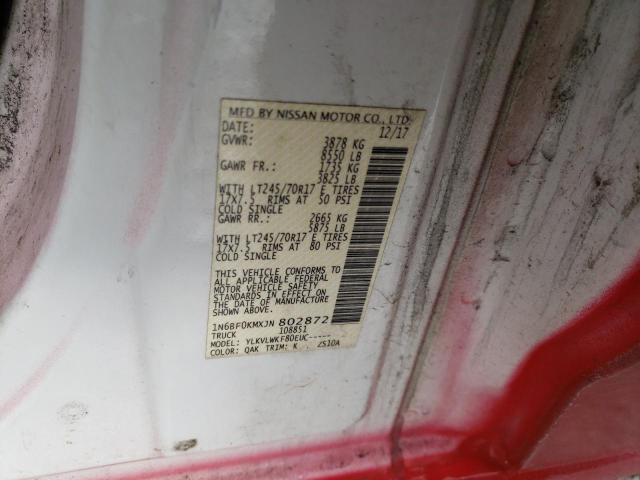 MFD BY NISSAN MOTOR CO., LTD.
DATE: 12/17
GVWR: 3878 KG
8550 LB
GAWR FR.: 1735 KG
3825 LB
WITH LT245/70R17 E TIRES
17X7.5 RIMS AT 50 PSI
COLD SINGLE
GAWR RR.: 2665 KG
5875 LB
WITH LT245/70R17 E TIRES
17X7.5 RIMS AT 80 PSI
COLD SINGLE
THIS VEHICLE CONFORMS TO
ALL APPLICABLE FEDERAL
MOTOR VEHICLE SAFETY
STANDARDS IN EFFECT ON
THE DATE OF MANUFACTURE
SHOWN ABOVE.
1N6BF0KMXJN 802872
TRUCK 108851
MODEL: YLKVLWKF80EUC-----
COLOR: QAK TRIM: K ZS10A